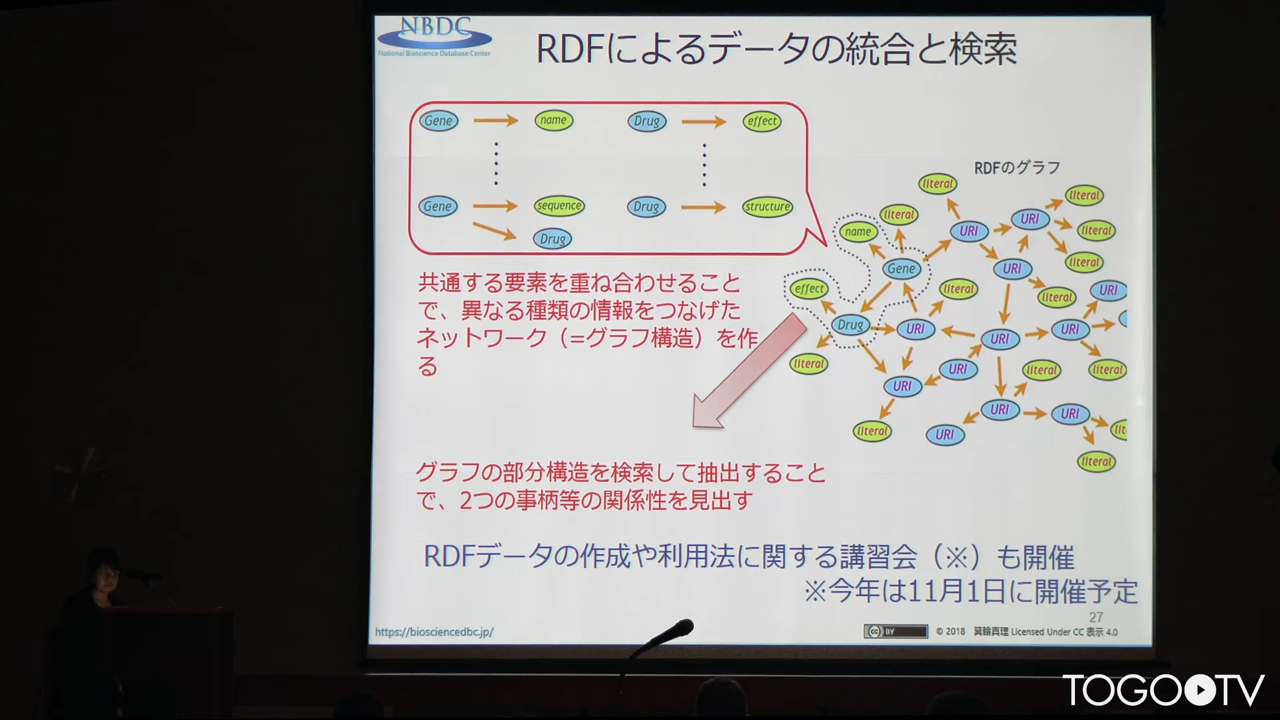 NBDC
National Bioscience Database Center
RDFによるデータの統合と検索
Gene name Drug effect
Gene sequence Drug structure
Drug
共通する要素を重ね合わせること
で、異なる種類の情報をつなげた
ネットワーク（=グラフ構造）を作
る
RDFのグラフ
literal
literal
literal
name
URI
URI
literal
Gene
URI
literal
effect
literal
literal
URI
Drug
URI
URI
URI
literal
URI
literal
literal
URI
URI
URI
literal
URI
URI
literal
グラフの部分構造を検索して抽出すること
で、2つの事柄等の関係性を見出す
RDFデータの作成や利用法に関する講習会（※）も開催
※今年は11月1日に開催予定
27
https://biosciencedbc.jp/
CC BY © 2018 箕輪真理 Licensed Under CC 表示 4.0
TOGO TV